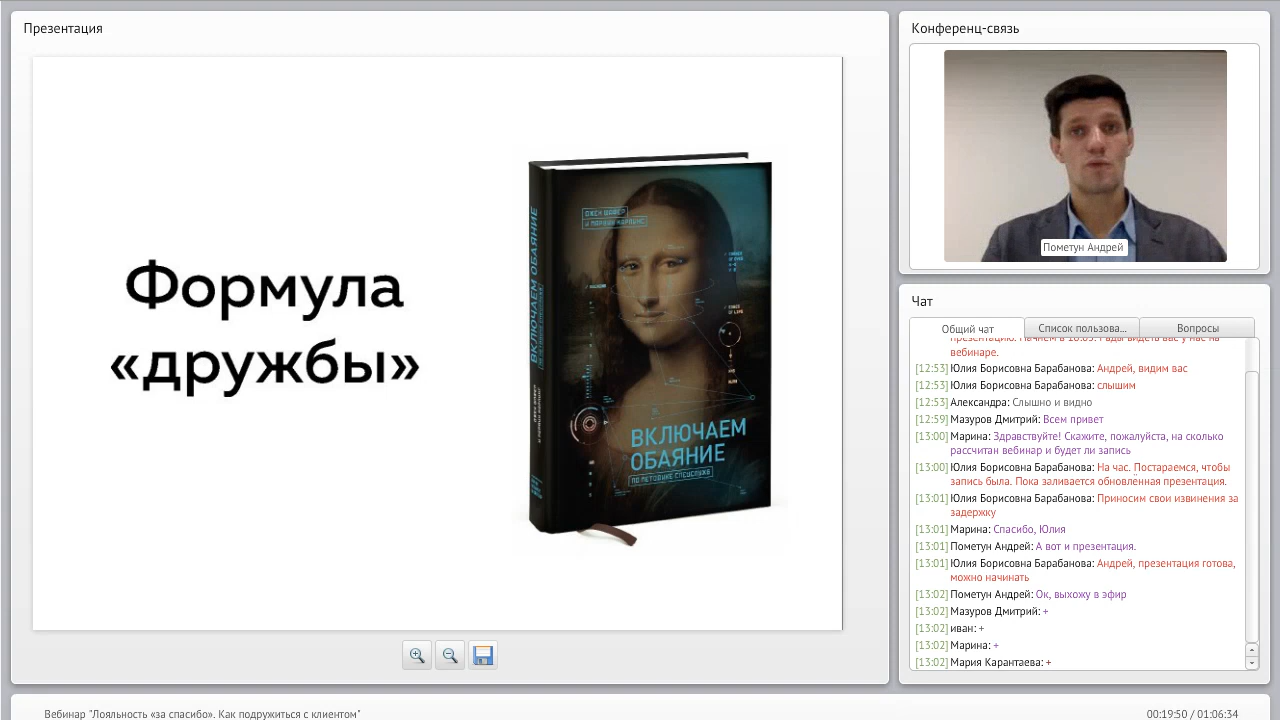 Презентация
Формула
«дружбы»
ДЖЕК ШАФЕР
И МАРВИН КАРЛИНС
ВКЛЮЧАЕМ ОБАЯНИЕ
ВКЛЮЧАЕМ
ОБАЯНИЕ
ПО МЕТОДИКЕ СПЕЦСЛУЖБ
Конференц-связь
Пометун Андрей
Чат
Общий чат
Список пользова...
Вопросы
вебинаре.
[12:53] Юлия Борисовна Барабанова: Андрей, видим вас
[12:53] Юлия Борисовна Барабанова: слышим
[12:53] Александра: Слышно и видно
[12:59] Мазуров Дмитрий: Всем привет
[13:00] Марина: Здравствуйте! Скажите, пожалуйста, на сколько
рассчитан вебинар и будет ли запись
[13:00] Юлия Борисовна Барабанова: На час. Постараемся, чтобы
запись была. Пока заливается обновлённая презентация.
[13:01] Юлия Борисовна Барабанова: Приносим свои извинения за
задержку
[13:01] Марина: Спасибо, Юлия
[13:01] Пометун Андрей: А вот и презентация.
[13:01] Юлия Борисовна Барабанова: Андрей, презентация готова,
можно начинать
[13:02] Пометун Андрей: Ок, выхожу в эфир
[13:02] Мазуров Дмитрий: +
[13:02] иван: +
[13:02] Марина: +
[13:02] Мария Карантаева: +
Вебинар "Лояльность «за спасибо». Как подружиться с клиентом"
00:19:50 / 01:06:34